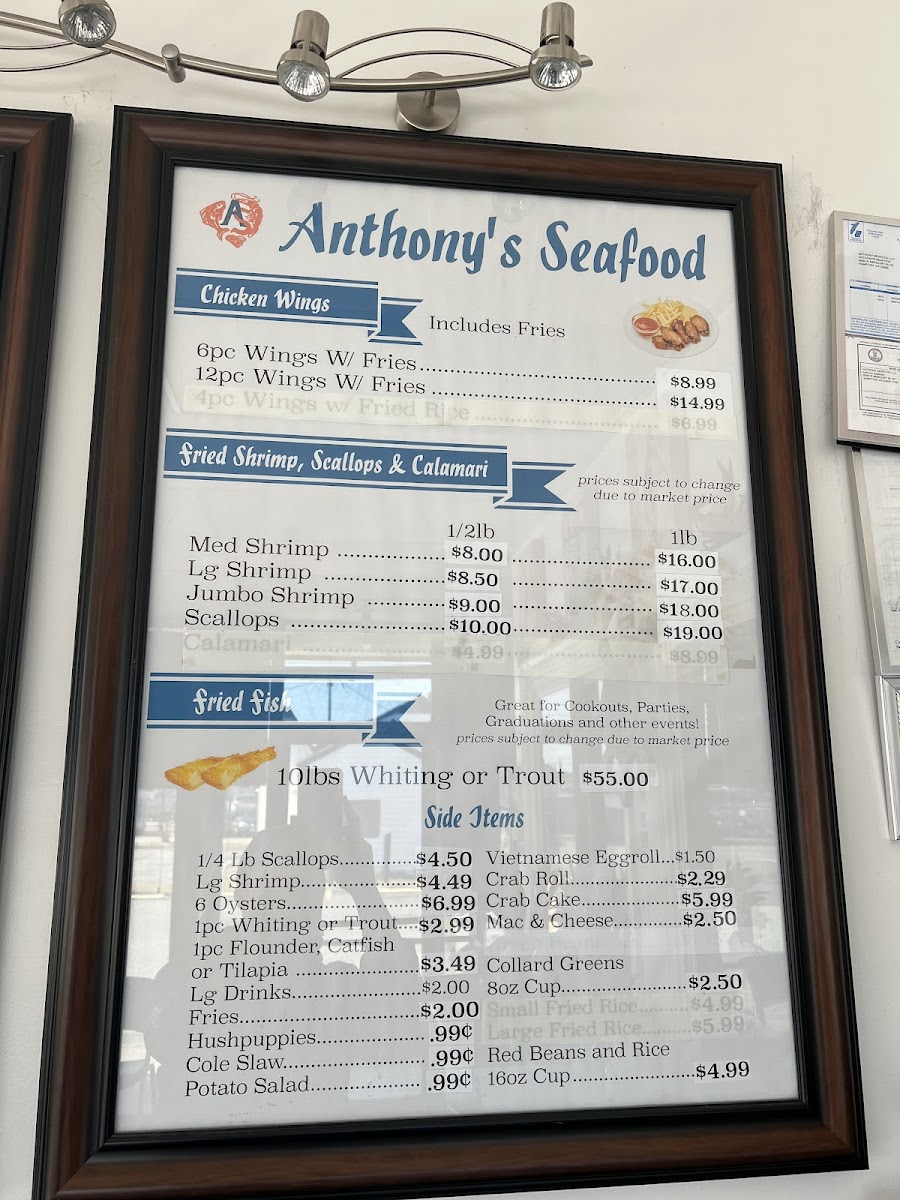 A
Anthony's Seafood
Chicken Wings
Includes Fries
6pc Wings W/ Fries $8.99
12pc Wings W/ Fries $14.99
4pc Wings w/ Fried Rice $6.99
Fried Shrimp, Scallops & Calamari
prices subject to change
due to market price
1/2lb 1lb
Med Shrimp $8.00 $16.00
Lg Shrimp $8.50 $17.00
Jumbo Shrimp $9.00 $18.00
Scallops $10.00 $19.00
Calamari $4.99 $8.99
Fried Fish
Great for Cookouts, Parties,
Graduations and other events!
prices subject to change due to market price
10lbs Whiting or Trout $55.00
Side Items
1/4 Lb Scallops $4.50
Lg Shrimp $4.49
6 Oysters $6.99
1pc Whiting or Trout $2.99
1pc Flounder, Catfish
or Tilapia $3.49
Lg Drinks $2.00
Fries $2.00
Hushpuppies .99¢
Cole Slaw .99¢
Potato Salad .99¢
Vietnamese Eggroll $1.50
Crab Roll $2.29
Crab Cake $5.99
Mac & Cheese $2.50
Collard Greens
8oz Cup $2.50
Small Fried Rice $4.99
Large Fried Rice $5.99
Red Beans and Rice
16oz Cup $4.99